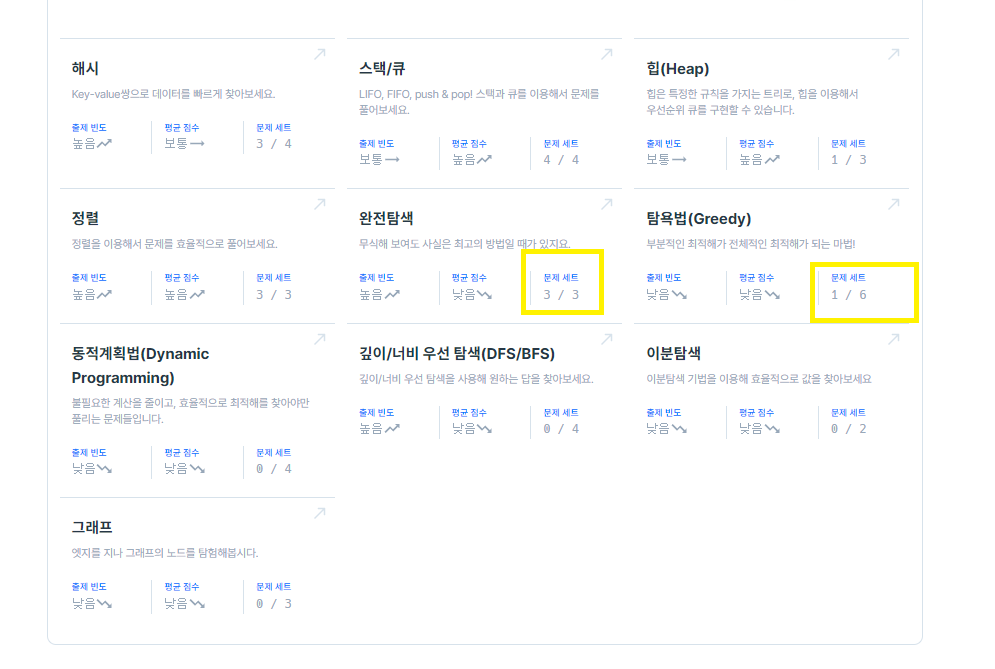 해시
Key-value쌍으로 데이터를 빠르게 찾아보세요.
출제 빈도
높음
평균 점수
보통
문제 세트
3 / 4
스택/큐
LIFO, FIFO, push & pop! 스택과 큐를 이용해서 문제를
풀어보세요.
출제 빈도
보통
평균 점수
높음
문제 세트
4 / 4
힙(Heap)
힙은 특정한 규칙을 가지는 트리로, 힙을 이용해서
우선순위 큐를 구현할 수 있습니다.
출제 빈도
보통
평균 점수
높음
문제 세트
1 / 3
정렬
정렬을 이용해서 문제를 효율적으로 풀어보세요.
출제 빈도
높음
평균 점수
높음
문제 세트
3 / 3
완전탐색
무식해 보여도 사실은 최고의 방법일 때가 있지요.
출제 빈도
높음
평균 점수
낮음
문제 세트
3 / 3
탐욕법(Greedy)
부분적인 최적해가 전체적인 최적해가 되는 마법!
출제 빈도
낮음
평균 점수
낮음
문제 세트
1 / 6
동적계획법(Dynamic
Programming)
불필요한 계산을 줄이고, 효율적으로 최적해를 찾아야만
풀리는 문제들입니다.
출제 빈도
낮음
평균 점수
낮음
문제 세트
0 / 4
깊이/너비 우선 탐색(DFS/BFS)
깊이/너비 우선 탐색을 사용해 원하는 답을 찾아보세요.
출제 빈도
높음
평균 점수
낮음
문제 세트
0 / 4
이분탐색
이분탐색 기법을 이용해 효율적으로 값을 찾아보세요
출제 빈도
낮음
평균 점수
낮음
문제 세트
0 / 2
그래프
엣지를 지나 그래프의 노드를 탐험해봅시다.
출제 빈도
낮음
평균 점수
낮음
문제 세트
0 / 3